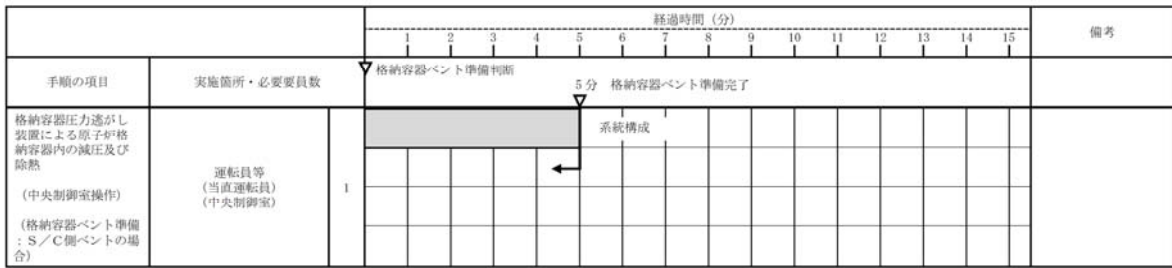 経過時間（分）
備考
1 2 3 4 5 6 7 8 9 10 11 12 13 14 15
手順の項目
実施箇所・必要要員数
格納容器ベント準備判断
5分 格納容器ベント準備完了
格納容器圧力逃がし
装置による原子炉格
納容器内の減圧及び
除熱
（中央制御室操作）
（格納容器ベント準備
：Ｓ／Ｃ側ベントの場
合）
運転員等
（当直運転員）
（中央制御室）
1
系統構成